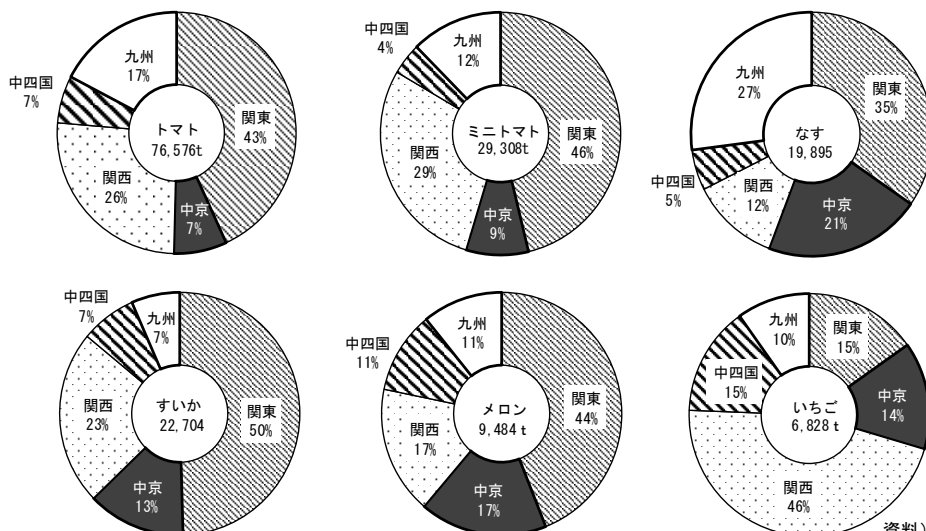 九州
17%
中四国
7%
関東
43%
トマト
76,576t
関西
26%
中京
7%
中四国
4%
九州
12%
関東
46%
ミニトマト
29,308t
関西
29%
中京
9%
九州
27%
関東
35%
なす
19,895
中四国
5%
関西
12%
中京
21%
中四国
7%
九州
7%
関東
50%
すいか
22,704
関西
23%
中京
13%
中四国
11%
九州
11%
関東
44%
メロン
9,484t
関西
17%
中京
17%
九州
10%
関東
15%
中四国
15%
中京
14%
いちご
6,828t
関西
46%
資料)